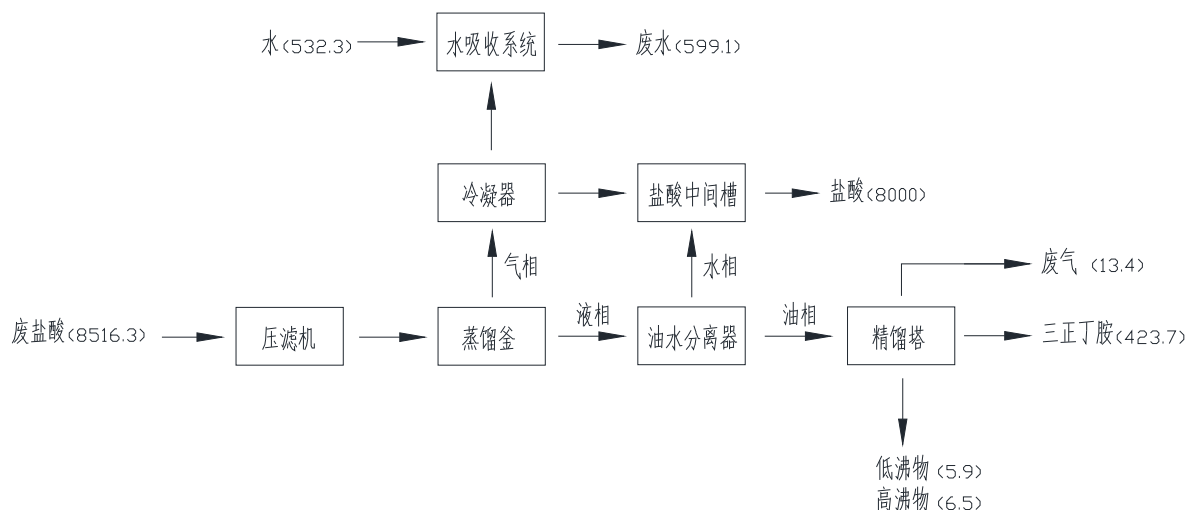 水(532.3)
水吸收系统
废水(599.1)
冷凝器
盐酸中间槽
盐酸(8000)
气相
水相
废气 (13.4)
废盐酸(8516.3)
压滤机
蒸馏釜
液相
油水分离器
油相
精馏塔
三正丁胺(423.7)
低沸物(5.9)
高沸物(6.5)